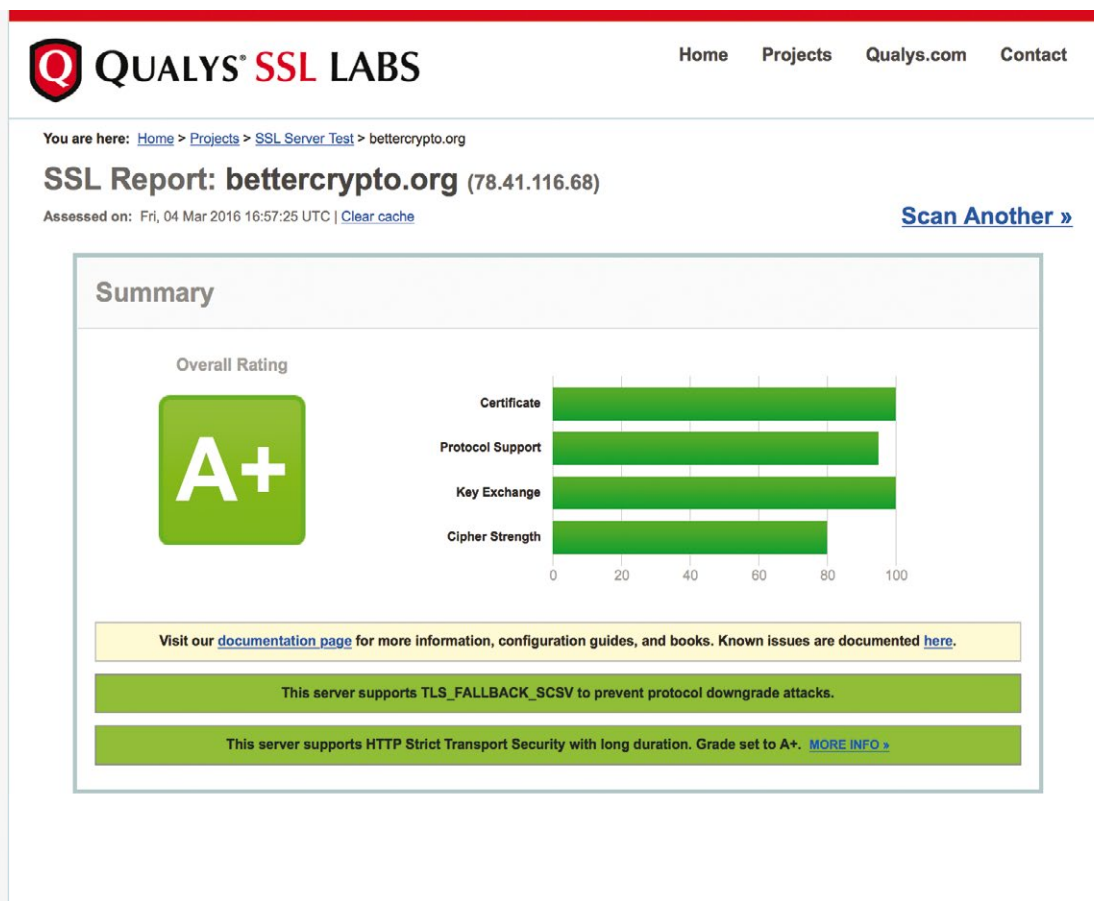 QUALYS® SSL LABS
Home Projects Qualys.com Contact
You are here: Home > Projects > SSL Server Test > bettercrypto.org
SSL Report: bettercrypto.org (78.41.116.68)
Assessed on: Fri, 04 Mar 2016 16:57:25 UTC | Clear cache
Scan Another »
Summary
Overall Rating
A+
Certificate
Protocol Support
Key Exchange
Cipher Strength
0 20 40 60 80 100
Visit our documentation page for more information, configuration guides, and books. Known issues are documented here.
This server supports TLS_FALLBACK_SCSV to prevent protocol downgrade attacks.
This server supports HTTP Strict Transport Security with long duration. Grade set to A+. MORE INFO »